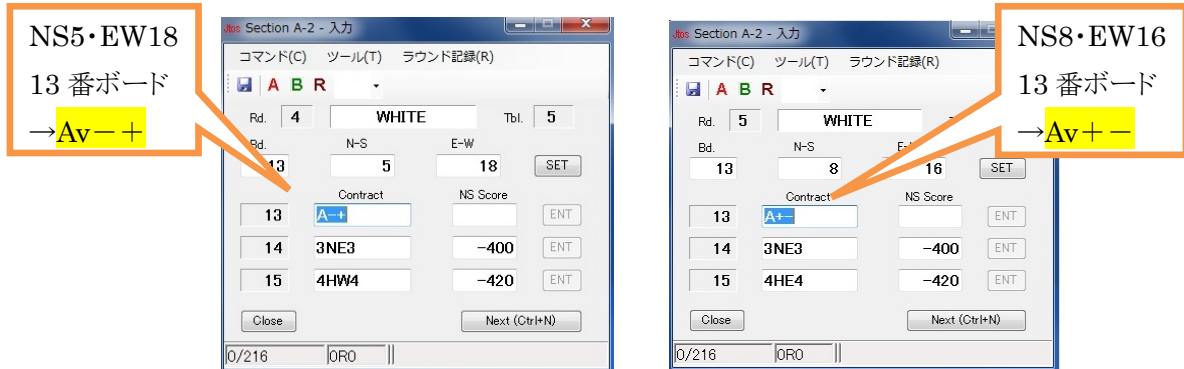 NS5・EW18
13 番ボード
→Av－＋
Jtos Section A-2 - 入力
コマンド(C) ツール(T) ラウンド記録(R)
A B R
Rd. 4 WHITE Tbl. 5
Bd. N-S E-W
13 5 18 SET
Contract NS Score
13 A-+ ENT
14 3NE3 -400 ENT
15 4HW4 -420 ENT
Close Next (Ctrl+N)
0/216 0R0
Jtos Section A-2 - 入力
コマンド(C) ツール(T) ラウンド記録(R)
A B R
Rd. 5 WHITE
Bd. N-S
13 8 16 SET
Contract NS Score
13 A+- ENT
14 3NE3 -400 ENT
15 4HE4 -420 ENT
Close Next (Ctrl+N)
0/216 0R0
NS8・EW16
13 番ボード
→Av＋－